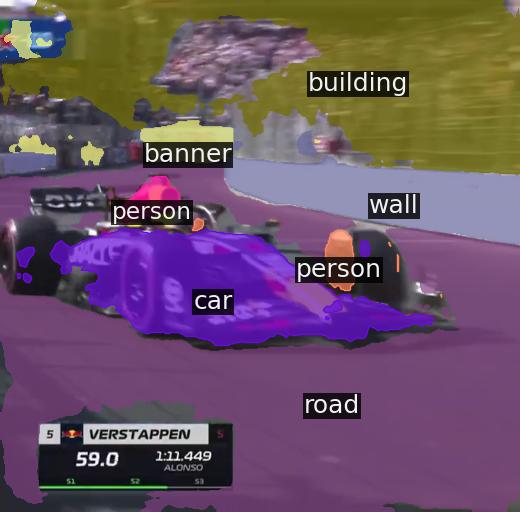 building
banner
wall
person
person
car
road
5 VERSTAPPEN 5
59.0 1:11.449
ALONSO
S1 S2 S3